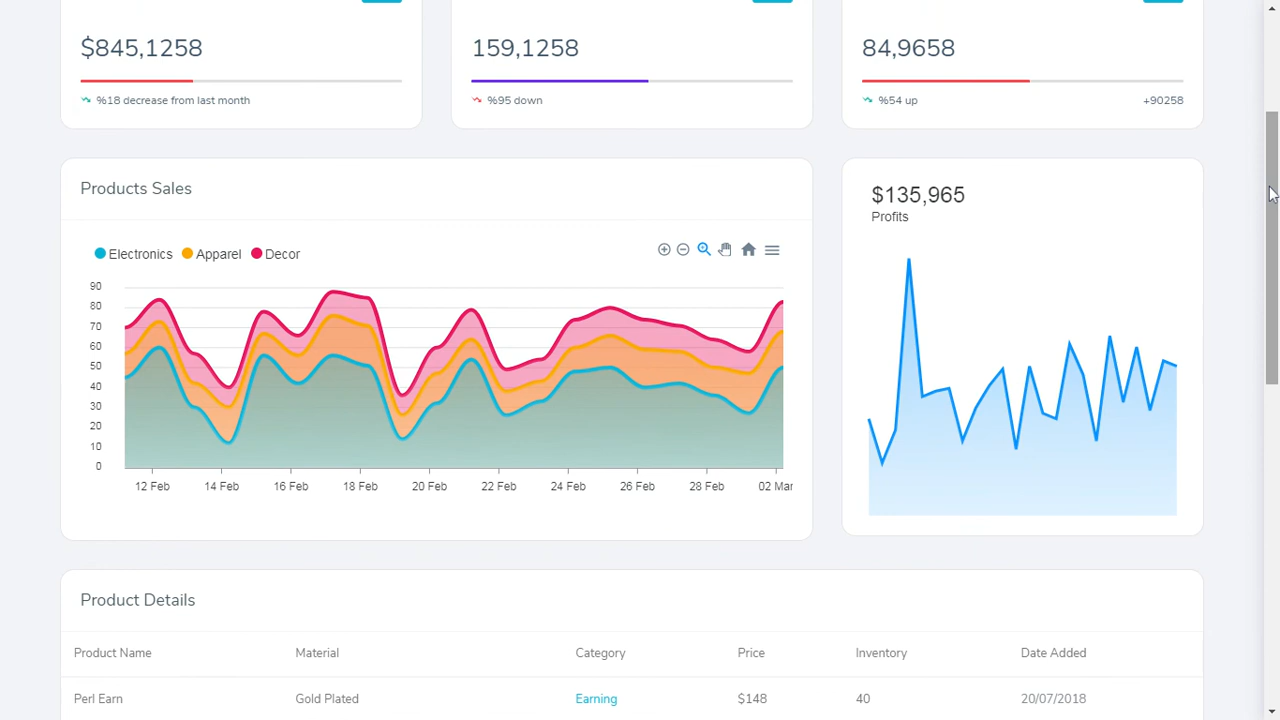 $845,1258
159,1258
84,9658
%18 decrease from last month
%95 down
%54 up
+90258
Products Sales
$135,965
Profits
Electronics
Apparel
Decor
90
80
70
60
50
40
30
20
10
0
12 Feb
14 Feb
16 Feb
18 Feb
20 Feb
22 Feb
24 Feb
26 Feb
28 Feb
02 Mar
Product Details
Product Name
Material
Category
Price
Inventory
Date Added
Perl Earn
Gold Plated
Earning
$148
40
20/07/2018